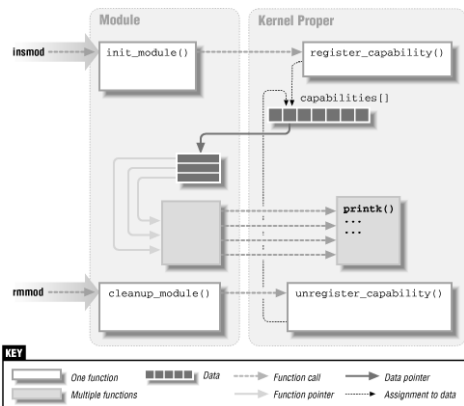 Module
Kernel Proper
insmod
init_module()
register_capability()
capabilities[]
printk()
...
...
rmmod
cleanup_module()
unregister_capability()
KEY
One function
Data
Function call
Data pointer
Multiple functions
Function pointer
Assignment to data